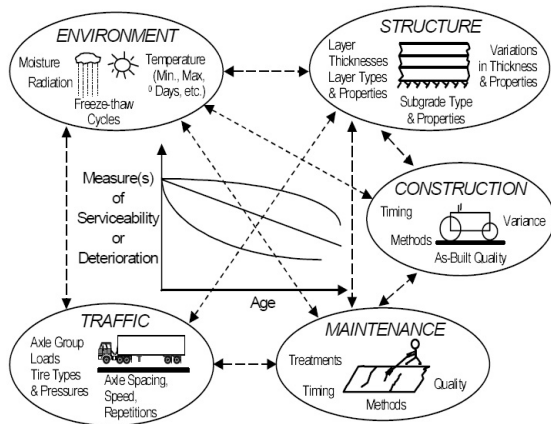 ENVIRONMENT
Moisture
Radiation
Temperature
(Min., Max,
0 Days, etc.)
Freeze-thaw
Cycles
STRUCTURE
Layer
Thicknesses
Layer Types
& Properties
Variations
in Thickness
& Properties
Subgrade Type
& Properties
Measure(s)
of
Serviceability
or
Deterioration
Age
CONSTRUCTION
Timing
Methods
Variance
As-Built Quality
TRAFFIC
Axle Group
Loads
Tire Types
& Pressures
Axle Spacing,
Speed,
Repetitions
MAINTENANCE
Treatments
Timing
Quality
Methods